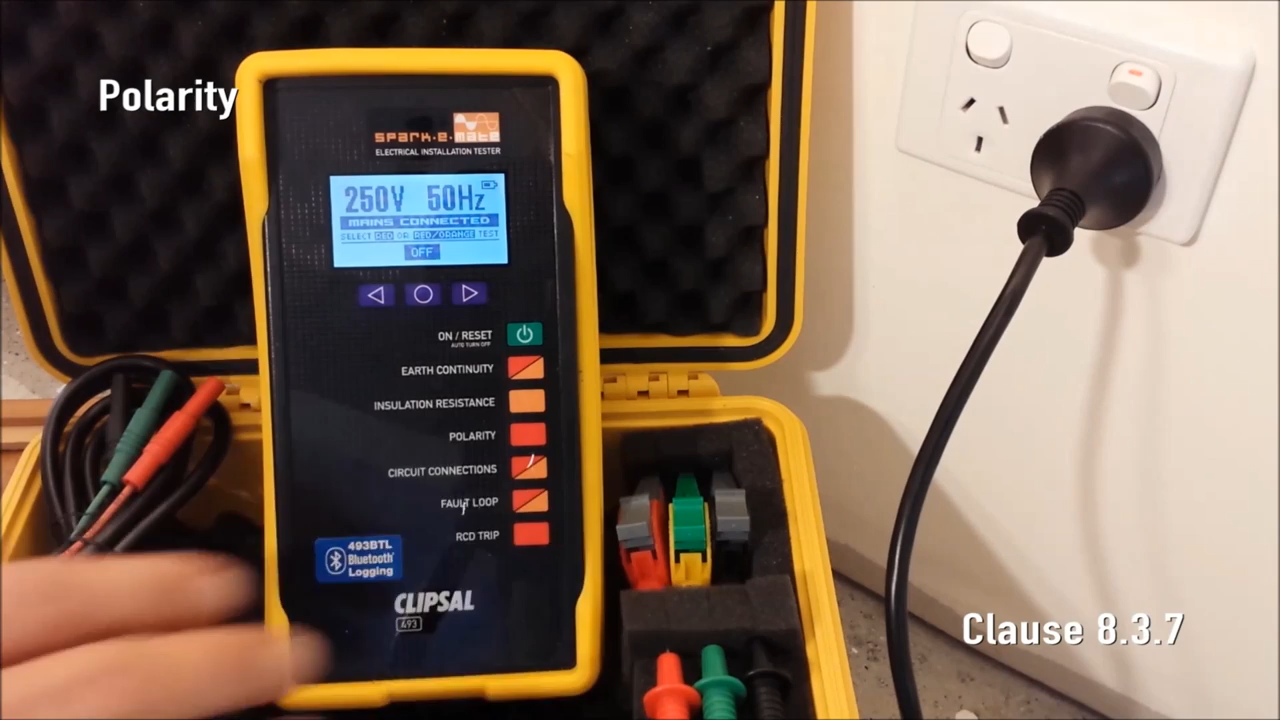 Polarity
spark·e·mate
ELECTRICAL INSTALLATION TESTER
250V 50Hz
MAINS CONNECTED
SELECT RED OR RED/ORANGE TEST
OFF
ON / RESET
AUTO TURN OFF
EARTH CONTINUITY
INSULATION RESISTANCE
POLARITY
CIRCUIT CONNECTIONS
FAULT LOOP
RCD TRIP
493BTL
Bluetooth
Logging
CLIPSAL
493
Clause 8.3.7